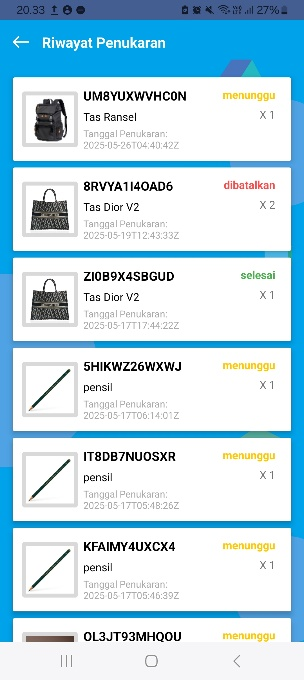 20.33
27%
Riwayat Penukaran
UM8YUXWVHC0N
menunggu
Tas Ransel
X 1
Tanggal Penukaran:
2025-05-26T04:40:42Z
8RVYA1I4OAD6
dibatalkan
Tas Dior V2
X 2
Tanggal Penukaran:
2025-05-19T12:43:33Z
ZI0B9X4SBGUD
selesai
Tas Dior V2
X 1
Tanggal Penukaran:
2025-05-17T17:44:22Z
5HIKWZ26WXWJ
menunggu
pensil
X 1
Tanggal Penukaran:
2025-05-17T06:14:01Z
IT8DB7NUOSXR
menunggu
pensil
X 1
Tanggal Penukaran:
2025-05-17T05:48:26Z
KFAIMY4UXCX4
menunggu
pensil
X 1
Tanggal Penukaran:
2025-05-17T05:46:39Z
OL3JT93MHQOU
menunggu